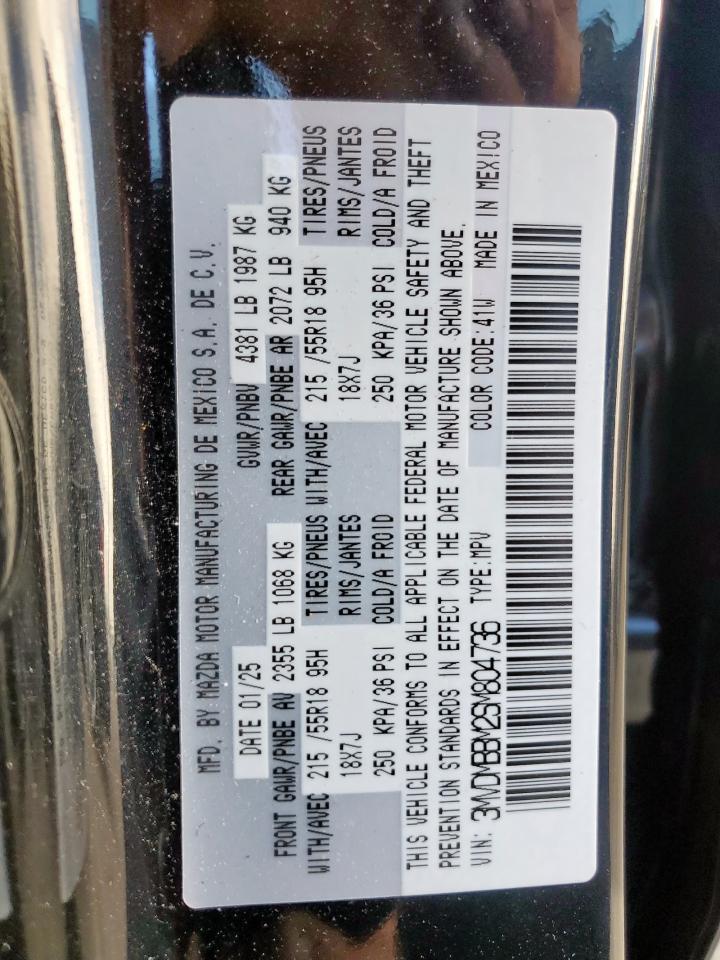 MFD. BY:MAZDA MOTOR MANUFACTURING DE MEXICO S.A. DE C.V.
DATE 01/25 GVWR/PNBV 4381 LB 1987 KG
FRONT GAWR/PNBE AV 2355 LB 1068 KG REAR GAWR/PNBE AR 2072 LB 940 KG
WITH/AVEC 215 /55R18 95H TIRES/PNEUS WITH/AVEC 215 /55R18 95H TIRES/PNEUS
18X7J RIMS/JANTES 18X7J RIMS/JANTES
250 KPA/36 PSI COLD/A FROID 250 KPA/36 PSI COLD/A FROID
THIS VEHICLE CONFORMS TO ALL APPLICABLE FEDERAL MOTOR VEHICLE SAFETY AND THEFT
PREVENTION STANDARDS IN EFFECT ON THE DATE OF MANUFACTURE SHOWN ABOVE.
VIN: 3MVDMBBM2SM804736 TYPE:MPV COLOR CODE:41W MADE IN MEXICO